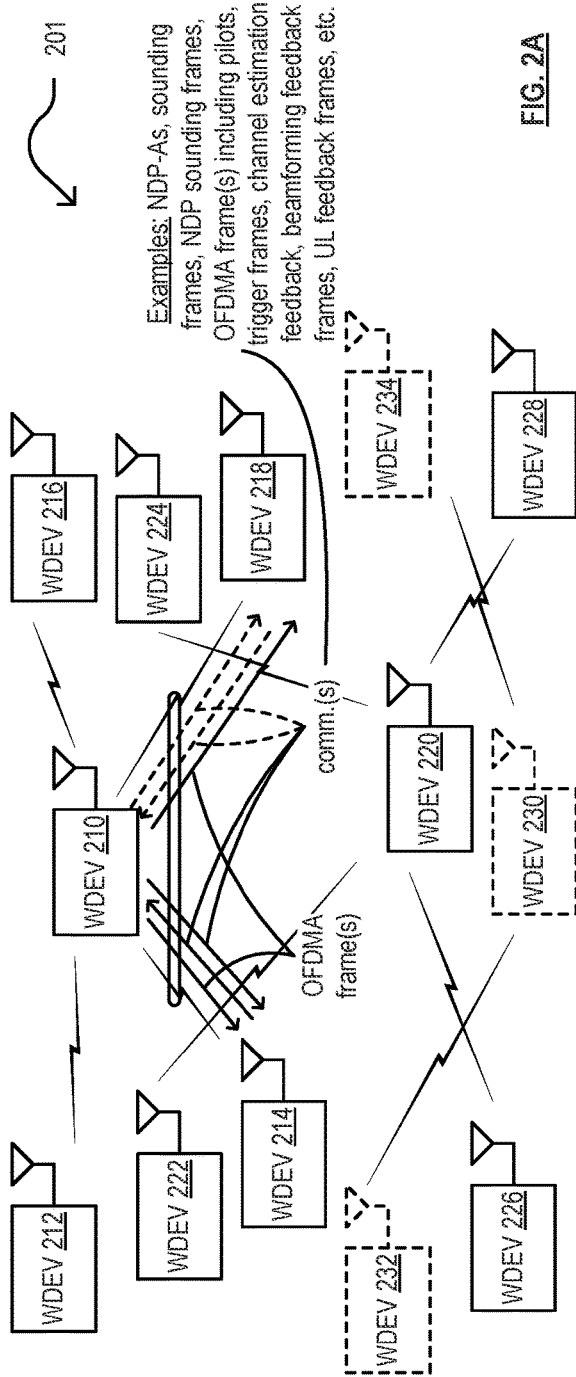 201
Examples: NDP-As, sounding
frames, NDP sounding frames,
OFDMA frame(s) including pilots,
trigger frames, channel estimation
feedback, beamforming feedback
frames, UL feedback frames, etc.
WDEV 212
WDEV 210
WDEV 216
WDEV 222
WDEV 224
WDEV 214
WDEV 218
OFDMA
frame(s)
comm.(s)
WDEV 232
WDEV 220
WDEV 234
WDEV 226
WDEV 230
WDEV 228
FIG. 2A